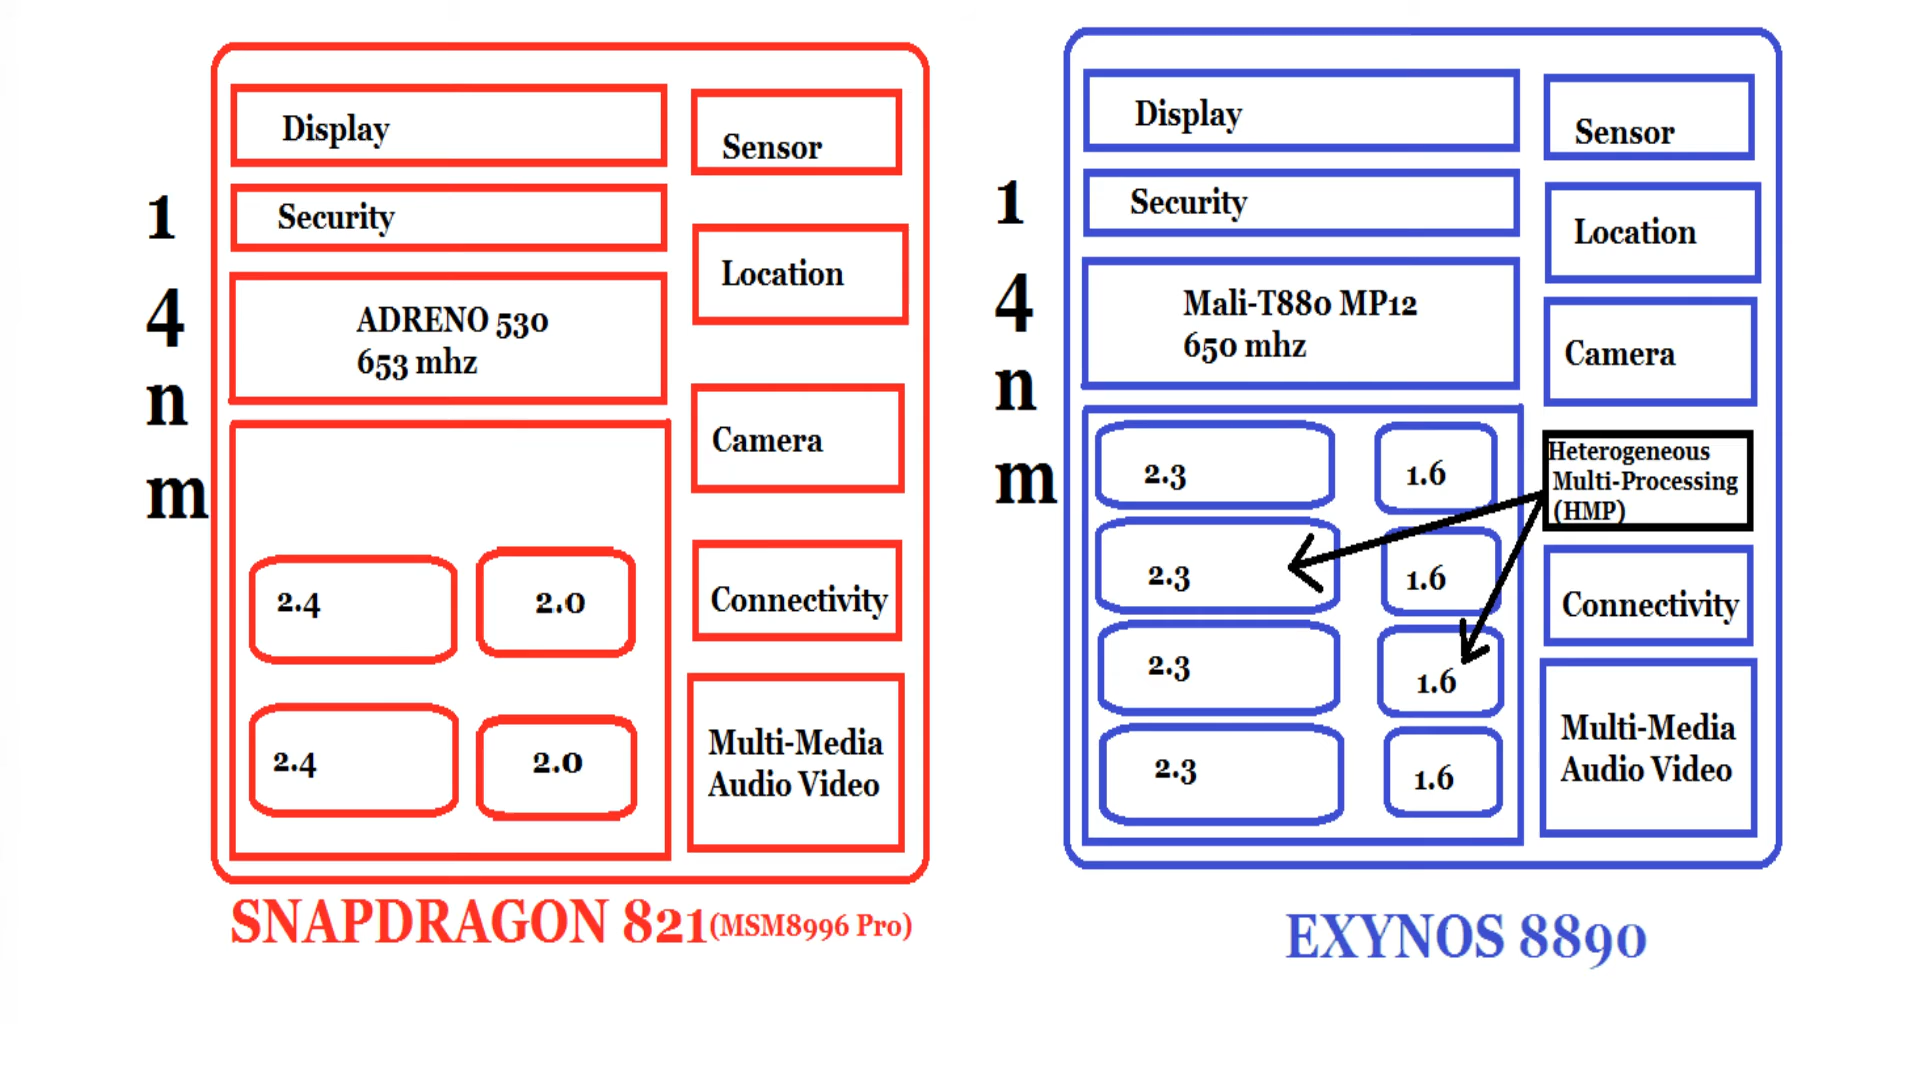 1
4
n
m
Display
Security
ADRENO 530
653 mhz
2.4
2.0
2.4
2.0
Sensor
Location
Camera
Connectivity
Multi-Media
Audio Video
SNAPDRAGON 821(MSM8996 Pro)
1
4
n
m
Display
Security
Mali-T880 MP12
650 mhz
2.3
1.6
2.3
1.6
2.3
1.6
2.3
1.6
Sensor
Location
Camera
Heterogeneous
Multi-Processing
(HMP)
Connectivity
Multi-Media
Audio Video
EXYNOS 8890